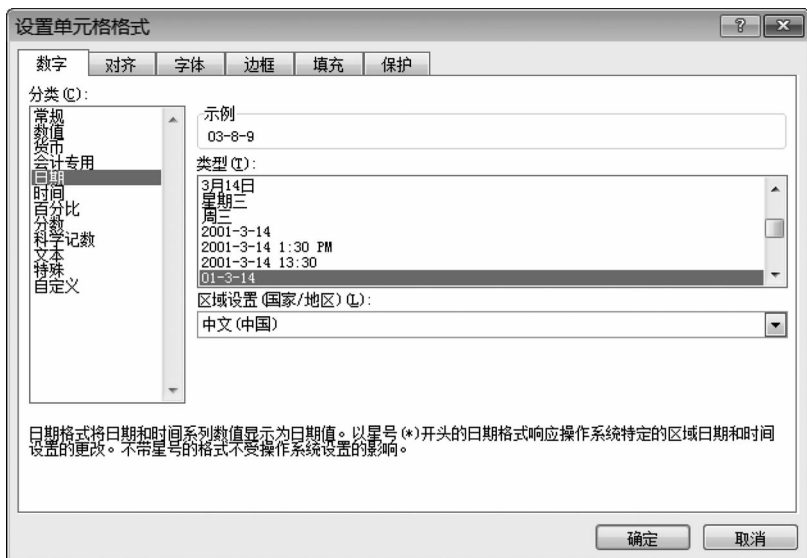 设置单元格格式
数字 对齐 字体 边框 填充 保护
分类(C):
常规
数值
货币
会计专用
日期
时间
百分比
分数
科学记数
文本
特殊
自定义
示例
03-8-9
类型(T):
3月14日
星期三
周三
2001-3-14
2001-3-14 1:30 PM
2001-3-14 13:30
01-3-14
区域设置(国家/地区)(L):
中文(中国)
日期格式将日期和时间系列数值显示为日期值。以星号(*)开头的日期格式响应操作系统特定的区域日期和时间
设置的更改。不带星号的格式不受操作系统设置的影响。
确定 取消